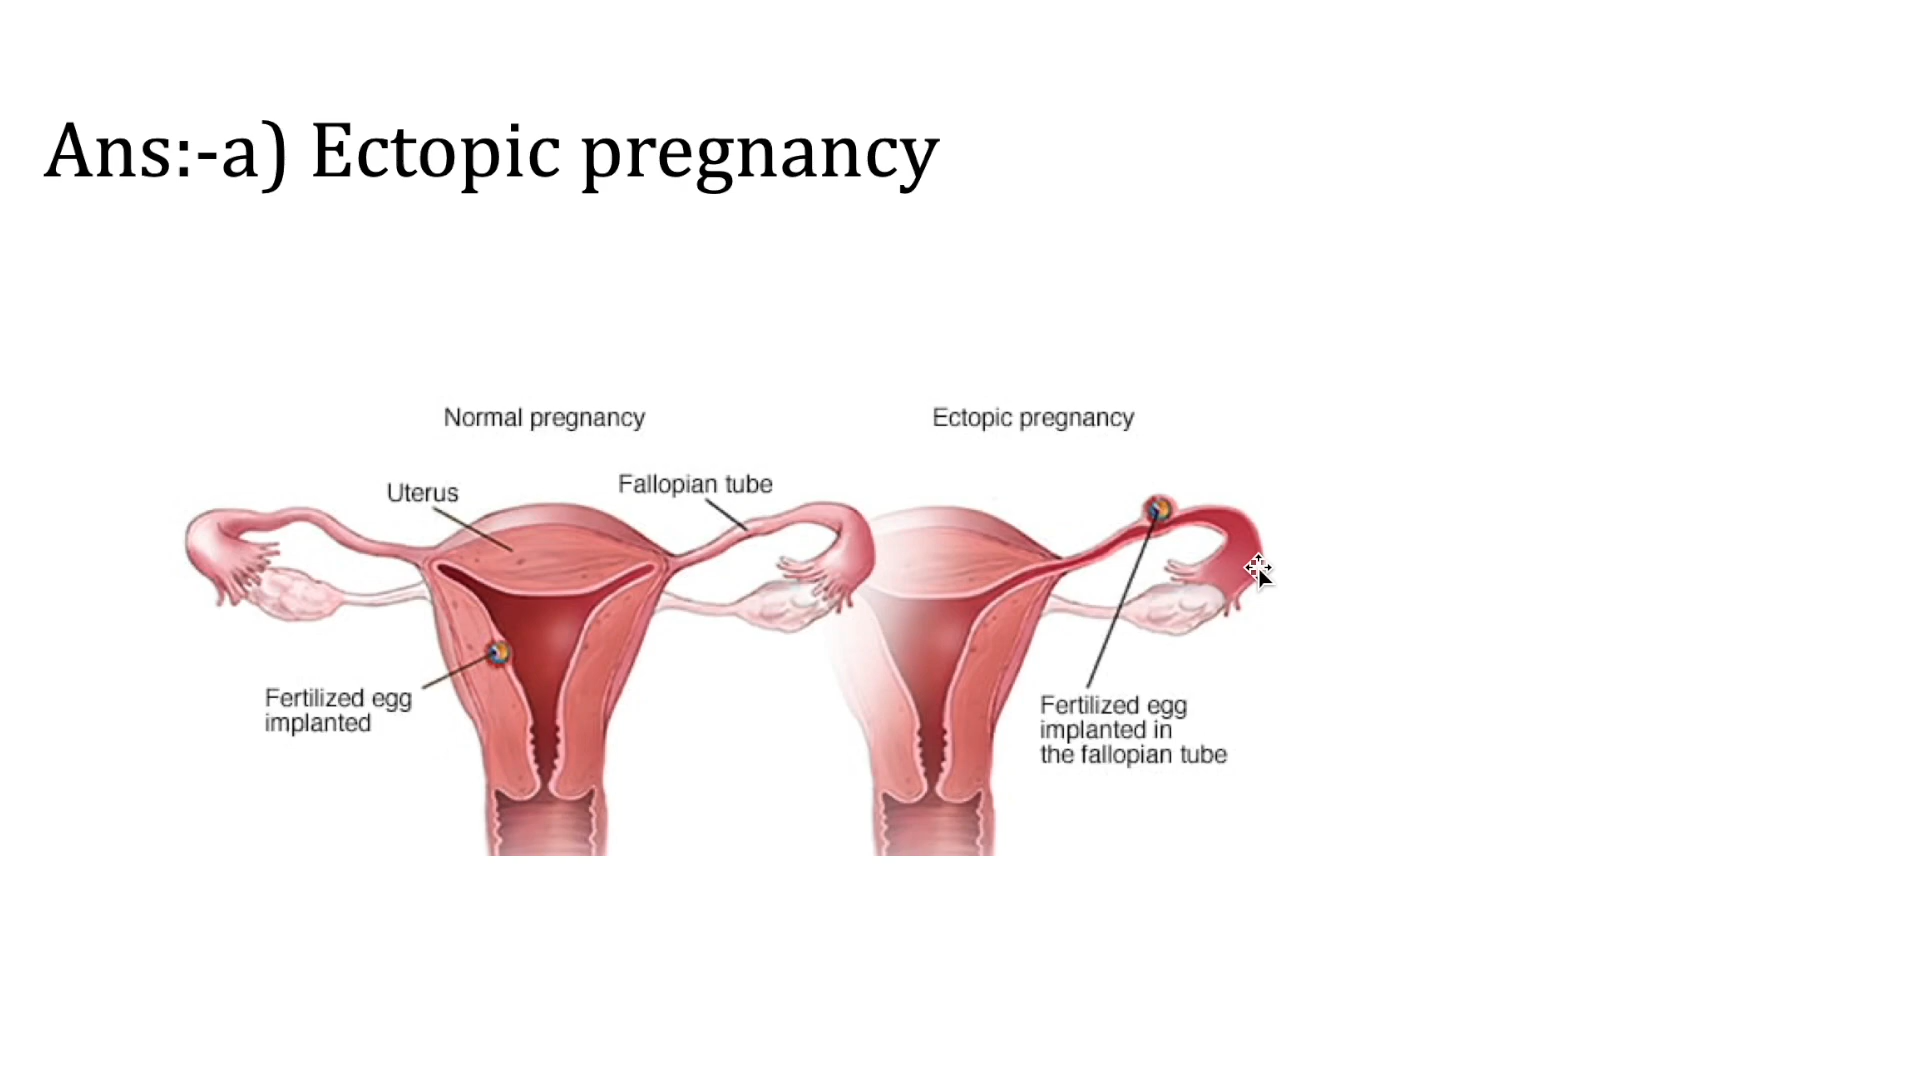 Ans:-a) Ectopic pregnancy
Normal pregnancy
Ectopic pregnancy
Uterus
Fallopian tube
Fertilized egg
implanted
Fertilized egg
implanted in
the fallopian tube